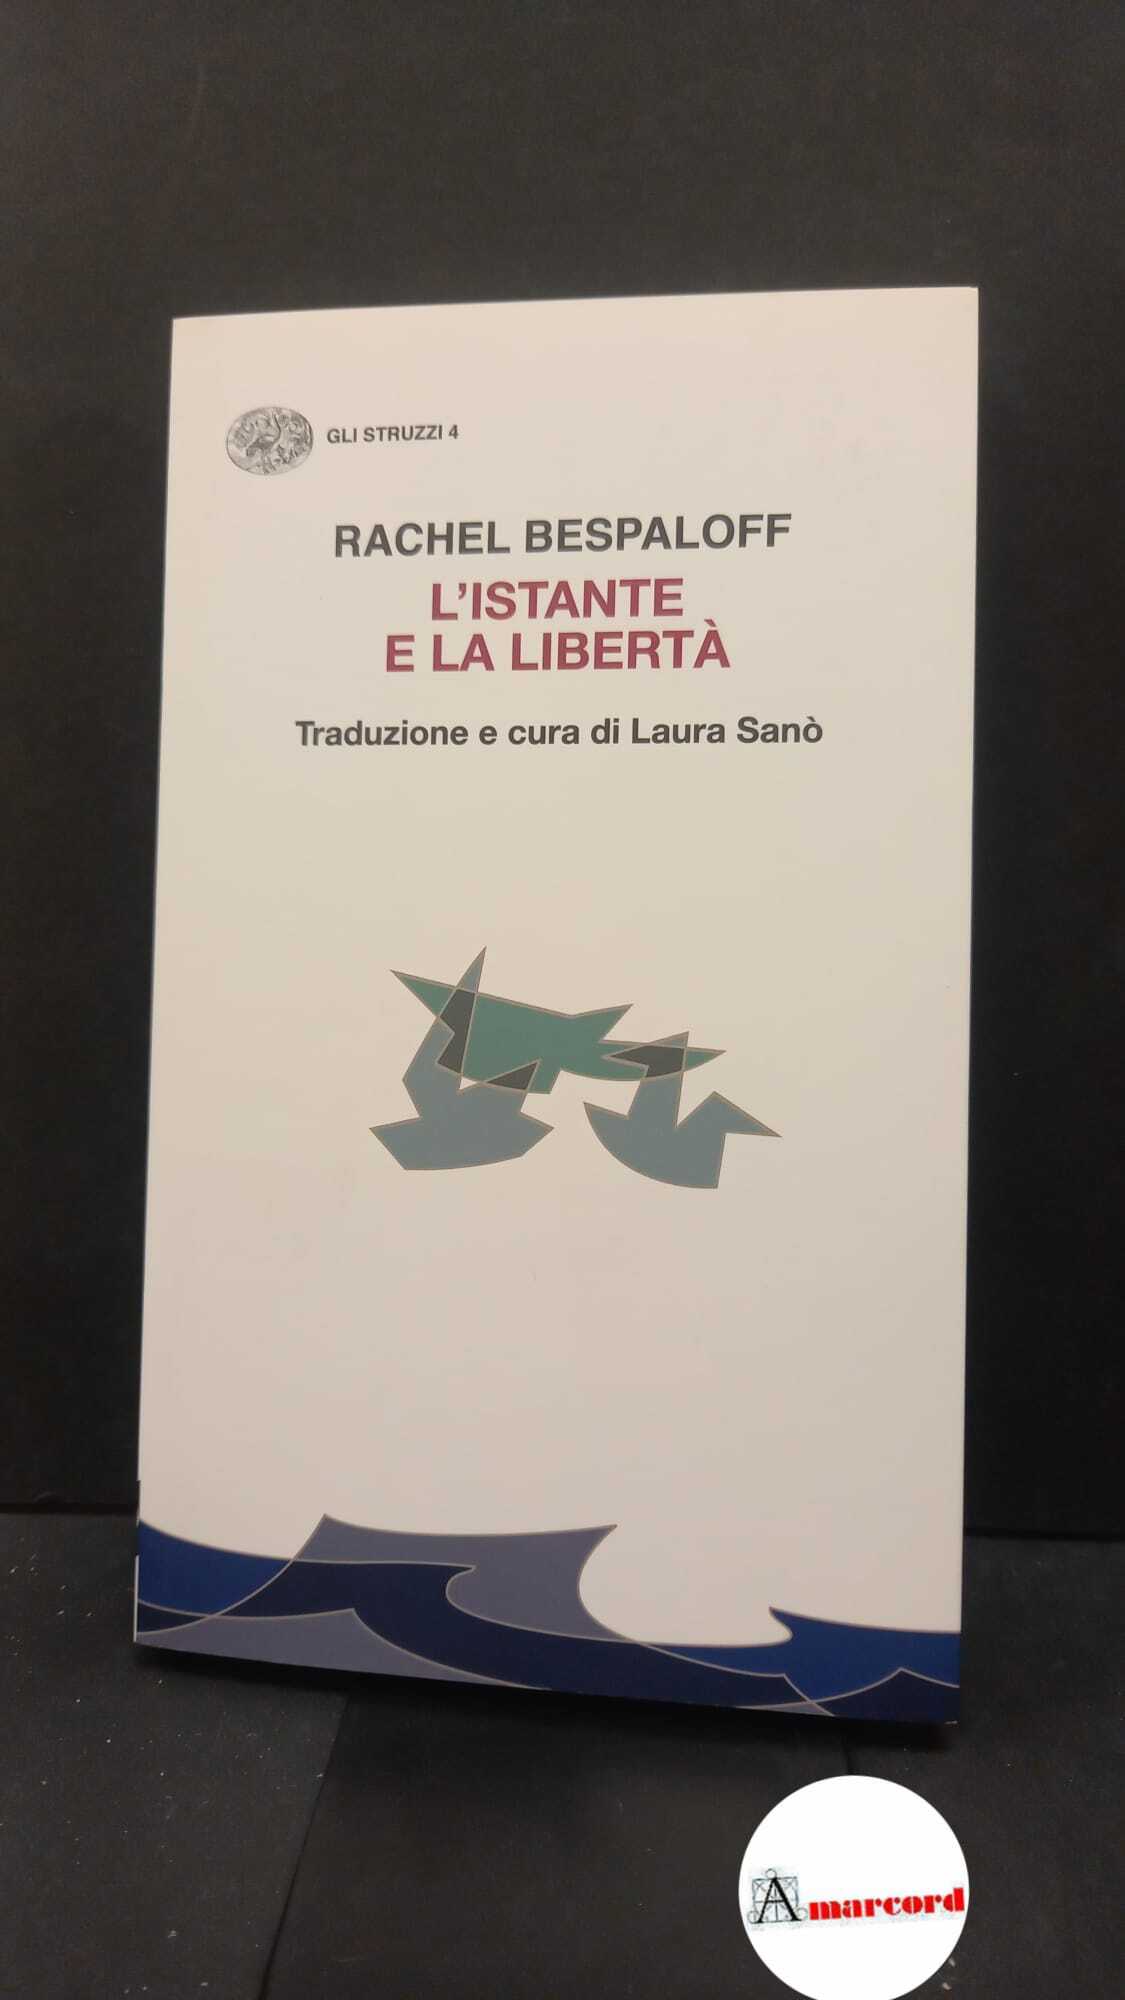 GLI STRUZZI 4
RACHEL BESPALOFF
L'ISTANTE
E LA LIBERTÀ
Traduzione e cura di Laura Sanò
Amarcord